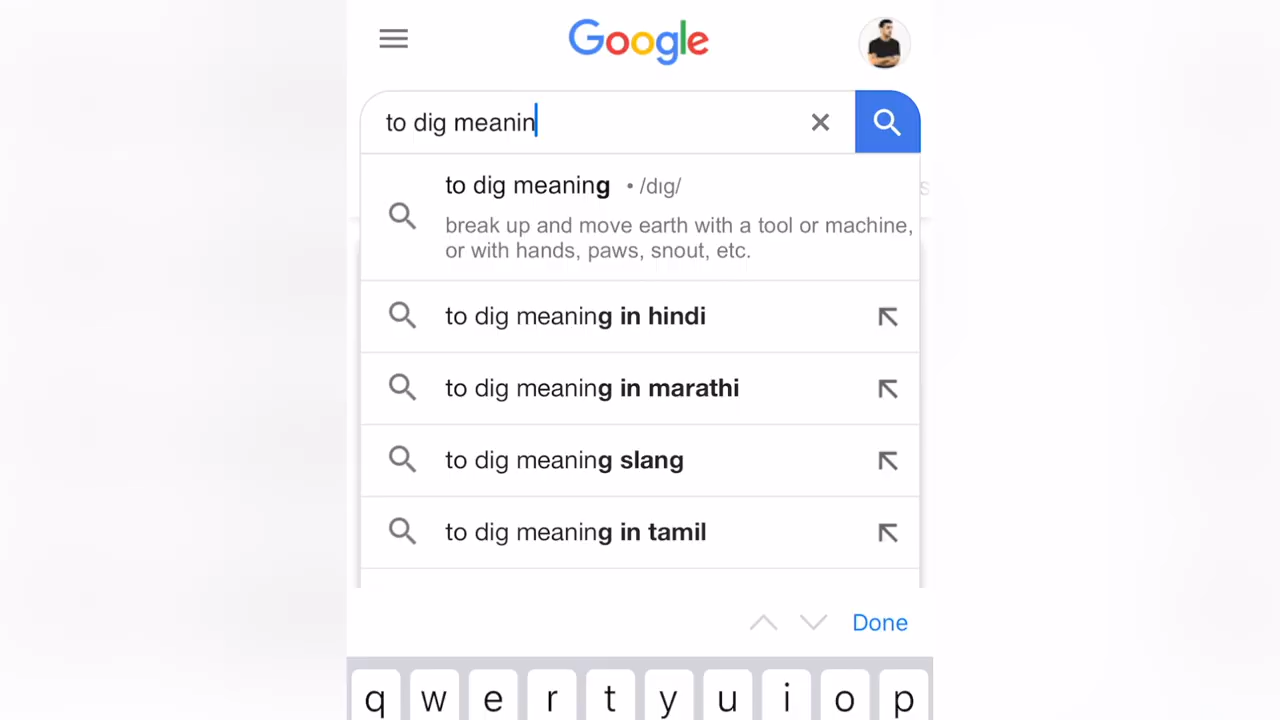 Google
to dig meanin
to dig meaning • /dɪɡ/
break up and move earth with a tool or machine,
or with hands, paws, snout, etc.
to dig meaning in hindi
to dig meaning in marathi
to dig meaning slang
to dig meaning in tamil
Done
q w e r t y u i o p